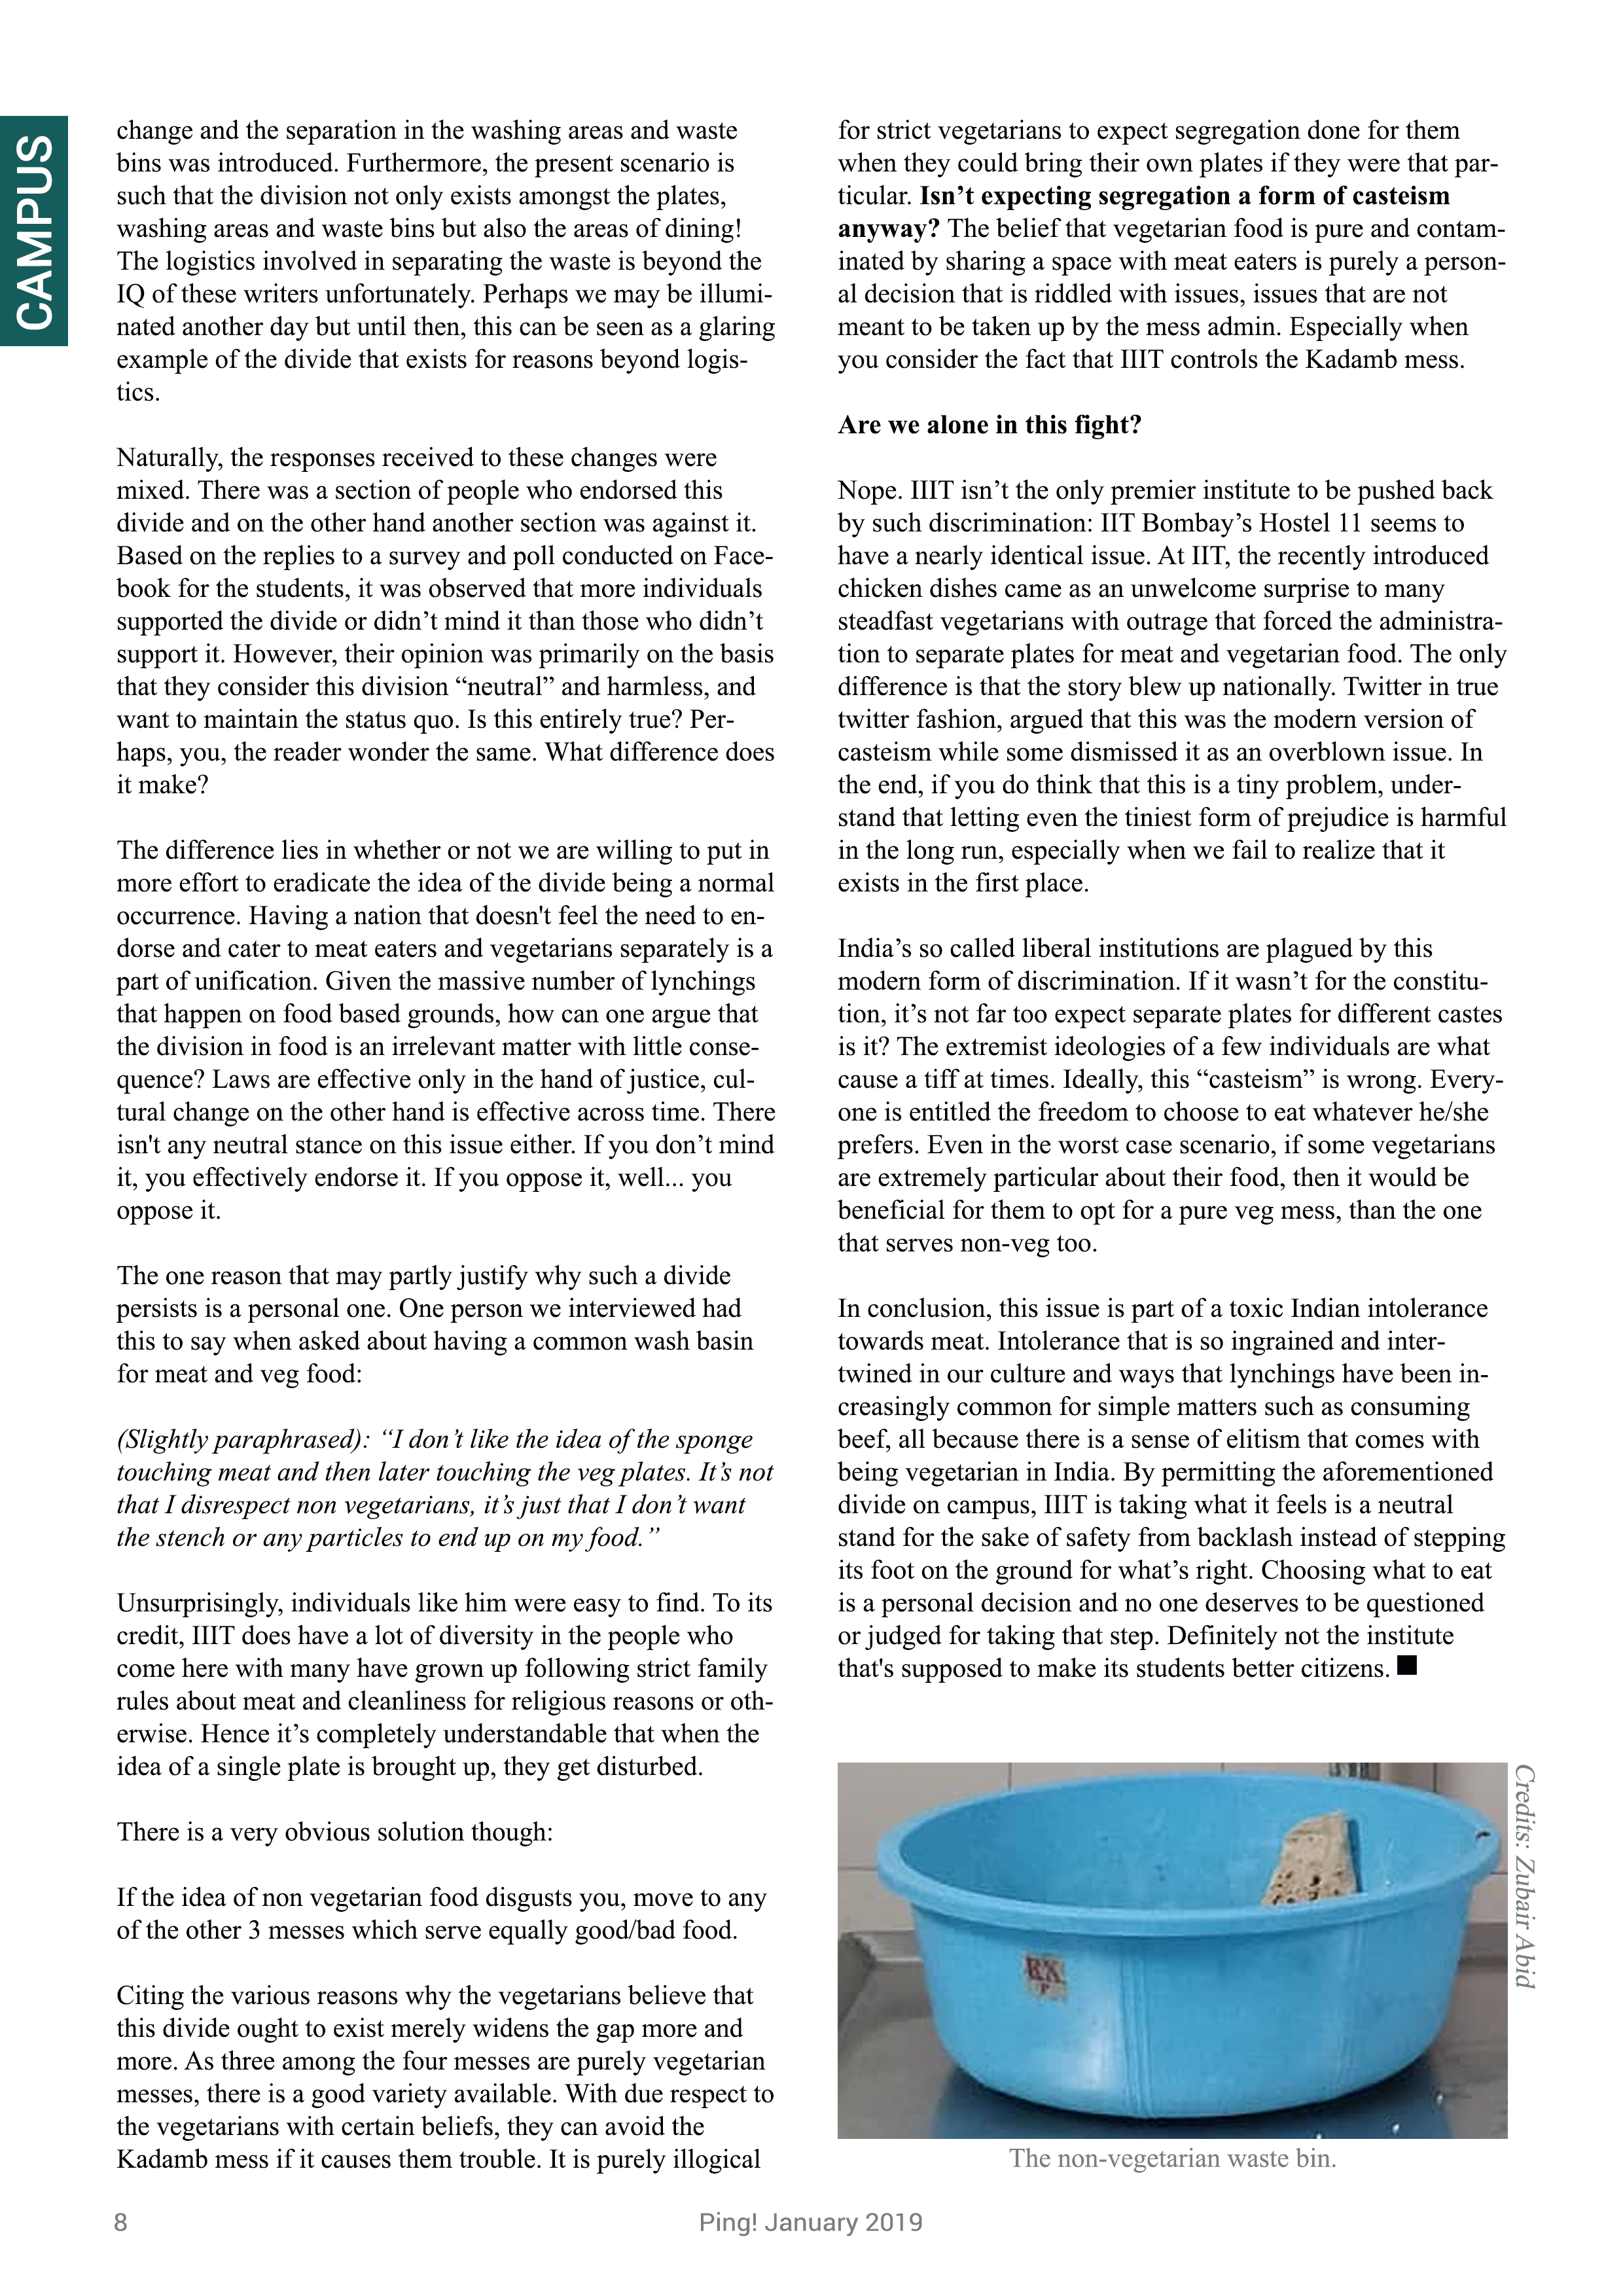 CAMPUS
change and the separation in the washing areas and waste
bins was introduced. Furthermore, the present scenario is
such that the division not only exists amongst the plates,
washing areas and waste bins but also the areas of dining!
The logistics involved in separating the waste is beyond the
IQ of these writers unfortunately. Perhaps we may be illumi-
nated another day but until then, this can be seen as a glaring
example of the divide that exists for reasons beyond logis-
tics.
Naturally, the responses received to these changes were
mixed. There was a section of people who endorsed this
divide and on the other hand another section was against it.
Based on the replies to a survey and poll conducted on Face-
book for the students, it was observed that more individuals
supported the divide or didn’t mind it than those who didn’t
support it. However, their opinion was primarily on the basis
that they consider this division “neutral” and harmless, and
want to maintain the status quo. Is this entirely true? Per-
haps, you, the reader wonder the same. What difference does
it make?
The difference lies in whether or not we are willing to put in
more effort to eradicate the idea of the divide being a normal
occurrence. Having a nation that doesn't feel the need to en-
dorse and cater to meat eaters and vegetarians separately is a
part of unification. Given the massive number of lynchings
that happen on food based grounds, how can one argue that
the division in food is an irrelevant matter with little conse-
quence? Laws are effective only in the hand of justice, cul-
tural change on the other hand is effective across time. There
isn't any neutral stance on this issue either. If you don’t mind
it, you effectively endorse it. If you oppose it, well... you
oppose it.
The one reason that may partly justify why such a divide
persists is a personal one. One person we interviewed had
this to say when asked about having a common wash basin
for meat and veg food:
(Slightly paraphrased): “I don’t like the idea of the sponge
touching meat and then later touching the veg plates. It’s not
that I disrespect non vegetarians, it’s just that I don’t want
the stench or any particles to end up on my food.”
Unsurprisingly, individuals like him were easy to find. To its
credit, IIIT does have a lot of diversity in the people who
come here with many have grown up following strict family
rules about meat and cleanliness for religious reasons or oth-
erwise. Hence it’s completely understandable that when the
idea of a single plate is brought up, they get disturbed.
There is a very obvious solution though:
If the idea of non vegetarian food disgusts you, move to any
of the other 3 messes which serve equally good/bad food.
Citing the various reasons why the vegetarians believe that
this divide ought to exist merely widens the gap more and
more. As three among the four messes are purely vegetarian
messes, there is a good variety available. With due respect to
the vegetarians with certain beliefs, they can avoid the
Kadamb mess if it causes them trouble. It is purely illogical
for strict vegetarians to expect segregation done for them
when they could bring their own plates if they were that par-
ticular. Isn’t expecting segregation a form of casteism
anyway? The belief that vegetarian food is pure and contam-
inated by sharing a space with meat eaters is purely a person-
al decision that is riddled with issues, issues that are not
meant to be taken up by the mess admin. Especially when
you consider the fact that IIIT controls the Kadamb mess.
Are we alone in this fight?
Nope. IIIT isn’t the only premier institute to be pushed back
by such discrimination: IIT Bombay’s Hostel 11 seems to
have a nearly identical issue. At IIT, the recently introduced
chicken dishes came as an unwelcome surprise to many
steadfast vegetarians with outrage that forced the administra-
tion to separate plates for meat and vegetarian food. The only
difference is that the story blew up nationally. Twitter in true
twitter fashion, argued that this was the modern version of
casteism while some dismissed it as an overblown issue. In
the end, if you do think that this is a tiny problem, under-
stand that letting even the tiniest form of prejudice is harmful
in the long run, especially when we fail to realize that it
exists in the first place.
India’s so called liberal institutions are plagued by this
modern form of discrimination. If it wasn’t for the constitu-
tion, it’s not far too expect separate plates for different castes
is it? The extremist ideologies of a few individuals are what
cause a tiff at times. Ideally, this “casteism” is wrong. Every-
one is entitled the freedom to choose to eat whatever he/she
prefers. Even in the worst case scenario, if some vegetarians
are extremely particular about their food, then it would be
beneficial for them to opt for a pure veg mess, than the one
that serves non-veg too.
In conclusion, this issue is part of a toxic Indian intolerance
towards meat. Intolerance that is so ingrained and inter-
twined in our culture and ways that lynchings have been in-
creasingly common for simple matters such as consuming
beef, all because there is a sense of elitism that comes with
being vegetarian in India. By permitting the aforementioned
divide on campus, IIIT is taking what it feels is a neutral
stand for the sake of safety from backlash instead of stepping
its foot on the ground for what’s right. Choosing what to eat
is a personal decision and no one deserves to be questioned
or judged for taking that step. Definitely not the institute
that's supposed to make its students better citizens.
Credits: Zubair Abid
The non-vegetarian waste bin.
8
Ping! January 2019